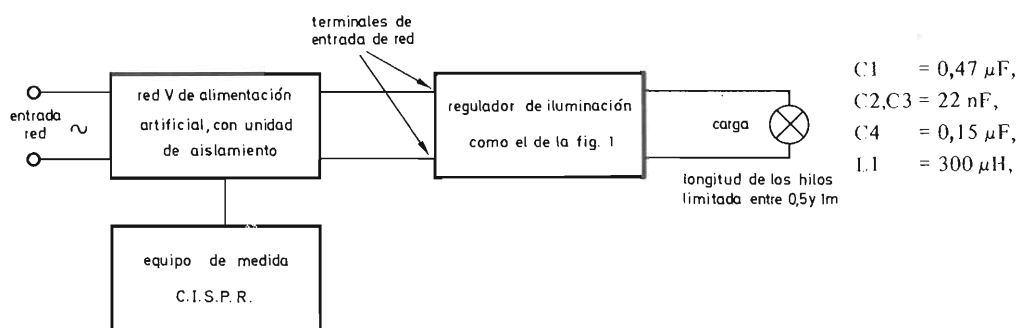 terminales de
entrada de red
entrada
red
∼
red V de alimentación
artificial, con unidad
de aislamiento
regulador de iluminación
como el de la fig. 1
carga
longitud de los hilos
limitada entre 0,5 y 1m
equipo de medida
C.I.S.P.R.
C1 = 0,47 μF,
C2,C3 = 22 nF,
C4 = 0,15 μF,
L1 = 300 μH,